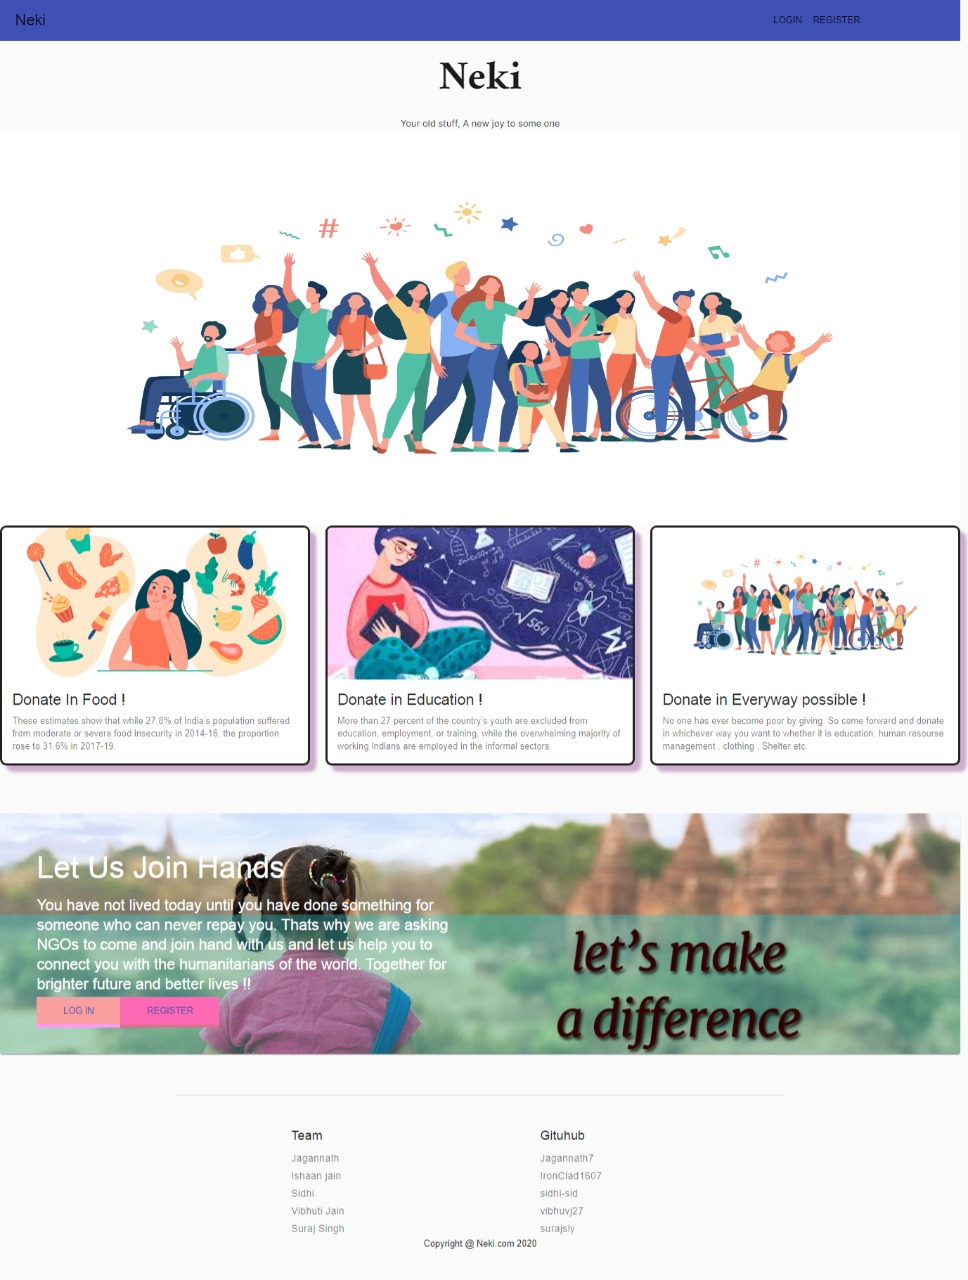 Neki
LOGIN REGISTER
Neki
Your old stuff, A new joy to some one
#
Donate In Food !
These estimates show that while 27.8% of India's population suffered
from moderate or severe food insecurity in 2014-16, the proportion
rose to 31.6% in 2017-19.
Donate in Education !
More than 27 percent of the country's youth are excluded from
education, employment, or training, while the overwhelming majority of
working Indians are employed in the informal sectors.
Donate in Everyway possible !
No one has ever become poor by giving. So come forward and donate
in whichever way you want to whether it is education, human resourse
management , clothing , Shelter etc.
Let Us Join Hands
You have not lived today until you have done something for
someone who can never repay you. Thats why we are asking
NGOs to come and join hand with us and let us help you to
connect you with the humanitarians of the world. Together for
brighter future and better lives !!
LOG IN REGISTER
let's make
a difference
Team
Jagannath
Ishaan jain
Sidhi
Vibhuti Jain
Suraj Singh
Gituhub
Jagannath7
IronClad1607
sidhi-sid
vibhuvj27
surajsly
Copyright @ Neki.com 2020